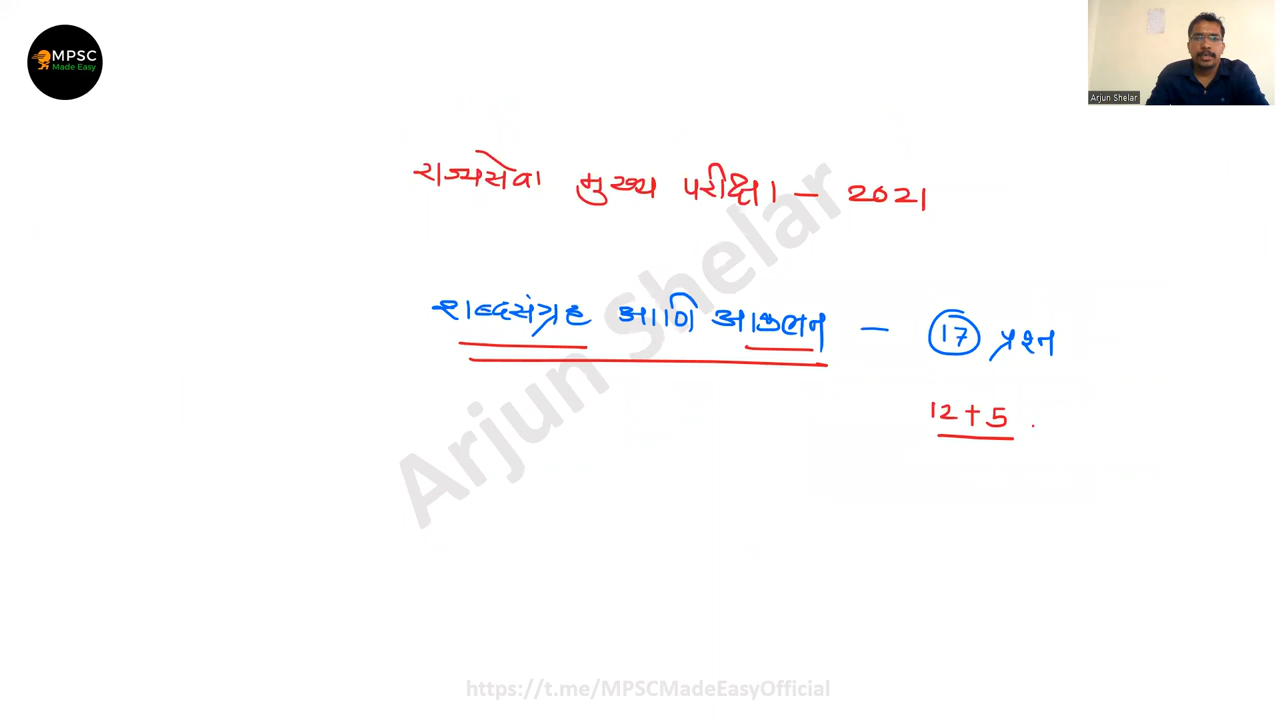 MPSC
Made Easy
Arjun Shelar
राज्यसेवा मुख्य परीक्षा - 2021
शब्दसंग्रह आणि आकलन - 17 प्रश्न
12+5
Arjun Shelar
https://t.me/MPSCMadeEasyOfficial